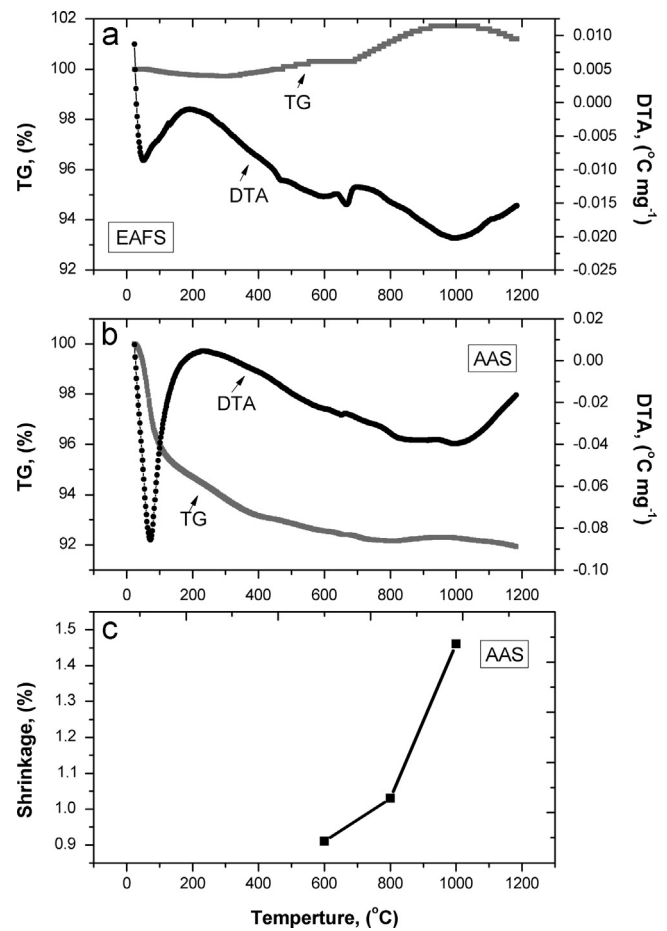 a
102
100
98
96
94
92
TG, (%)
0.010
0.005
0.000
-0.005
-0.010
-0.015
-0.020
-0.025
DTA, (°C mg⁻¹)
TG
DTA
EAFS
0 200 400 600 800 1000 1200
b
100
98
96
94
92
TG, (%)
0.02
0.00
-0.02
-0.04
-0.06
-0.08
-0.10
DTA, (°C mg⁻¹)
AAS
DTA
TG
0 200 400 600 800 1000 1200
c
1.5
1.4
1.3
1.2
1.1
1.0
0.9
Shrinkage, (%)
AAS
0 200 400 600 800 1000 1200
Temperture, (°C)